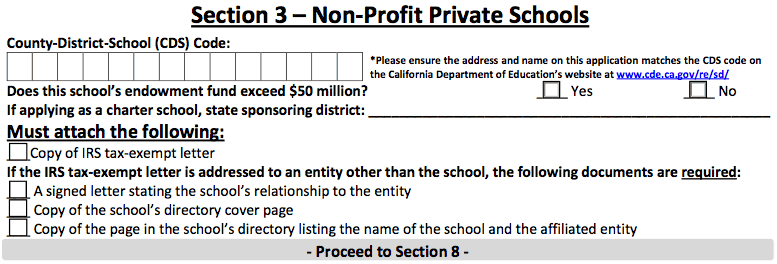 Section 3 – Non-Profit Private Schools
County-District-School (CDS) Code:
*Please ensure the address and name on this application matches the CDS code on
the California Department of Education's website at www.cde.ca.gov/re/sd/
Does this school's endowment fund exceed $50 million? Yes No
If applying as a charter school, state sponsoring district:
Must attach the following:
Copy of IRS tax-exempt letter
If the IRS tax-exempt letter is addressed to an entity other than the school, the following documents are required:
A signed letter stating the school's relationship to the entity
Copy of the school's directory cover page
Copy of the page in the school's directory listing the name of the school and the affiliated entity
- Proceed to Section 8 -